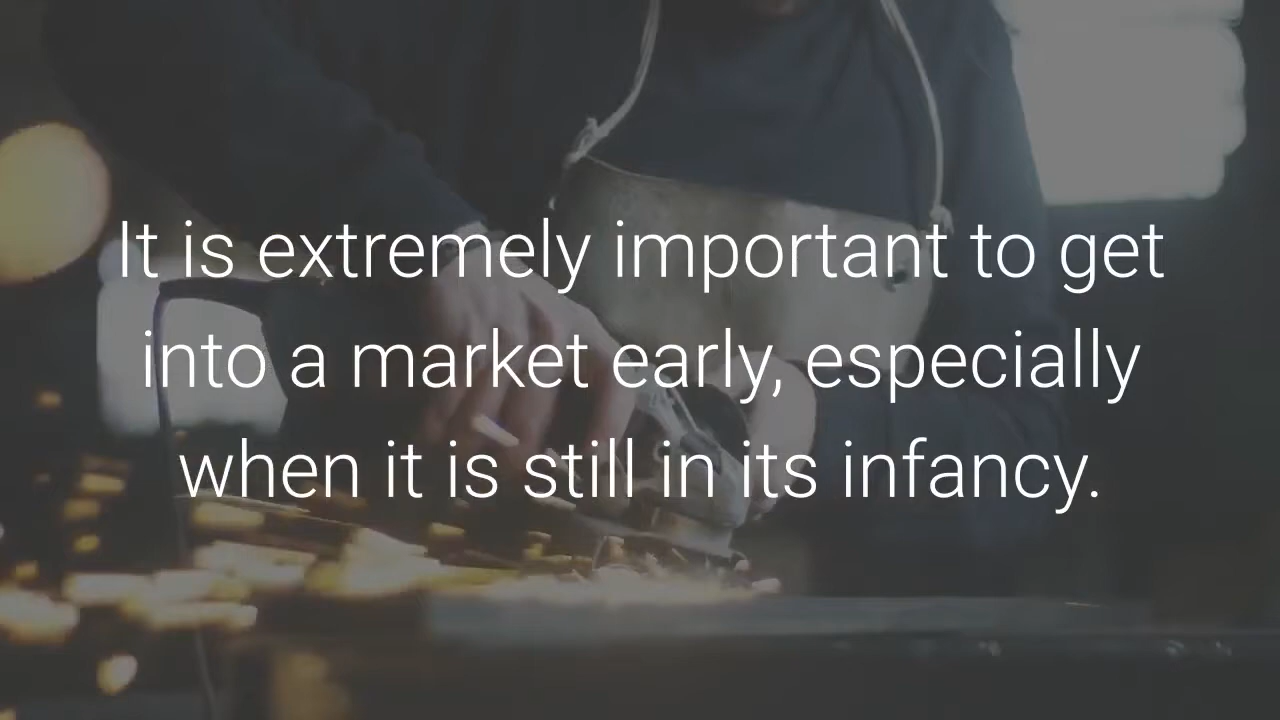 It is extremely important to get
into a market early, especially
when it is still in its infancy.